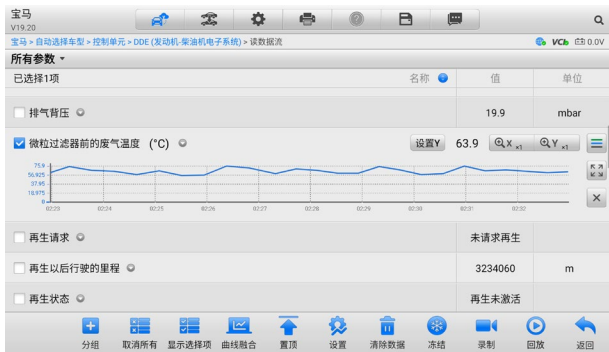 宝马
V19.20
宝马 > 自动选择车型 > 控制单元 > DDE (发动机-柴油机电子系统) > 读数据流
VCI 0.0V
所有参数
已选择1项 名称 值 单位
排气背压 19.9 mbar
微粒过滤器前的废气温度 (°C) 设置Y 63.9 X ×1 Y ×1
75.9
56.925
37.95
18.975
0
02:23 02:24 02:25 02:26 02:27 02:28 02:29 02:30 02:31 02:32
再生请求 未请求再生
再生以后行驶的里程 3234060 m
再生状态 再生未激活
分组 取消所有 显示选择项 曲线融合 置顶 设置 清除数据 冻结 录制 回放 返回